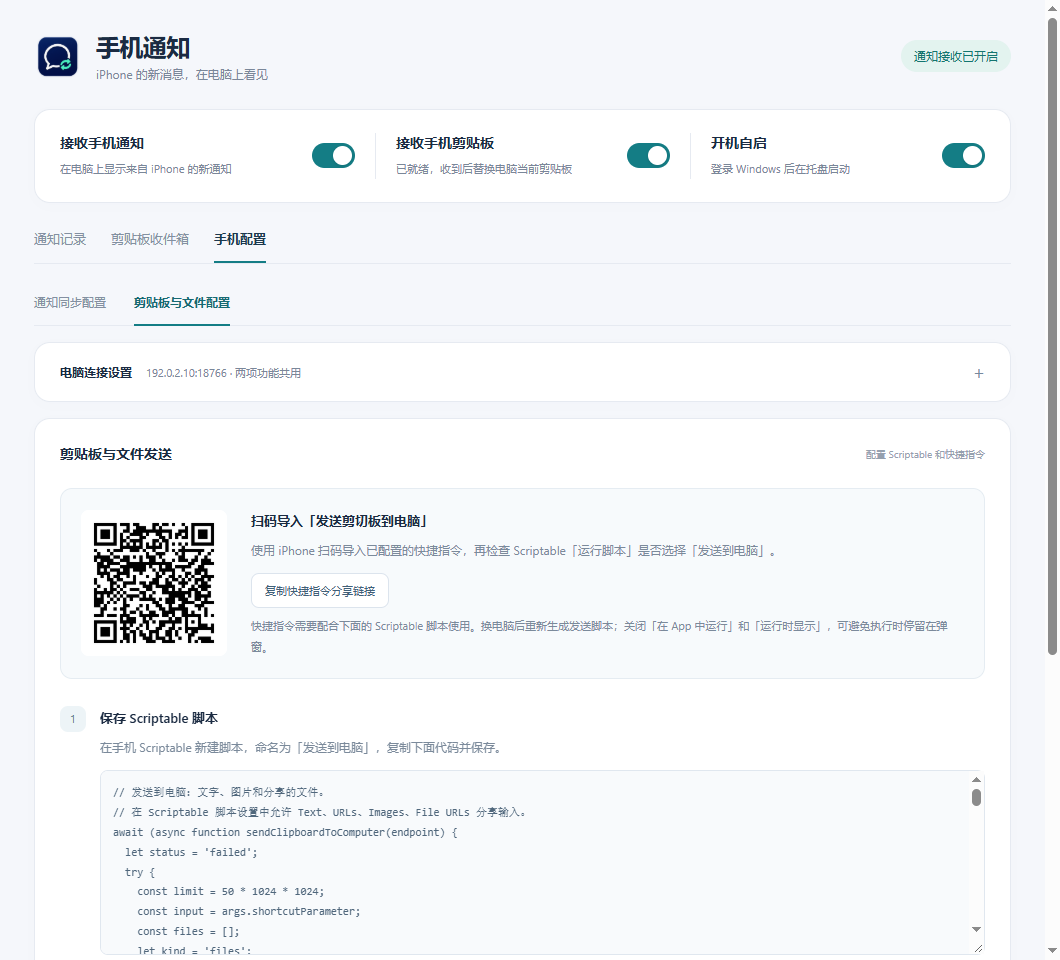 手机通知
iPhone 的新消息，在电脑上看见
通知接收已开启
接收手机通知
在电脑上显示来自 iPhone 的新通知
接收手机剪贴板
已就绪，收到后替换电脑当前剪贴板
开机自启
登录 Windows 后在托盘启动
通知记录
剪贴板收件箱
手机配置
通知同步配置
剪贴板与文件配置
电脑连接设置
192.0.2.10:18766 · 两项功能共用
+
剪贴板与文件发送
配置 Scriptable 和快捷指令
扫码导入「发送剪切板到电脑」
使用 iPhone 扫码导入已配置的快捷指令，再检查 Scriptable「运行脚本」是否选择「发送到电脑」。
复制快捷指令分享链接
快捷指令需要配合下面的 Scriptable 脚本使用。换电脑后重新生成发送脚本；关闭「在 App 中运行」和「运行时显示」，可避免执行时停留在弹
窗。
1
保存 Scriptable 脚本
在手机 Scriptable 新建脚本，命名为「发送到电脑」，复制下面代码并保存。
// 发送到电脑：文字、图片和分享的文件。
// 在 Scriptable 脚本设置中允许 Text、URLs、Images、File URLs 分享输入。
await (async function sendClipboardToComputer(endpoint) {
let status = 'failed';
try {
const limit = 50 * 1024 * 1024;
const input = args.shortcutParameter;
const files = [];
let kind = 'files';